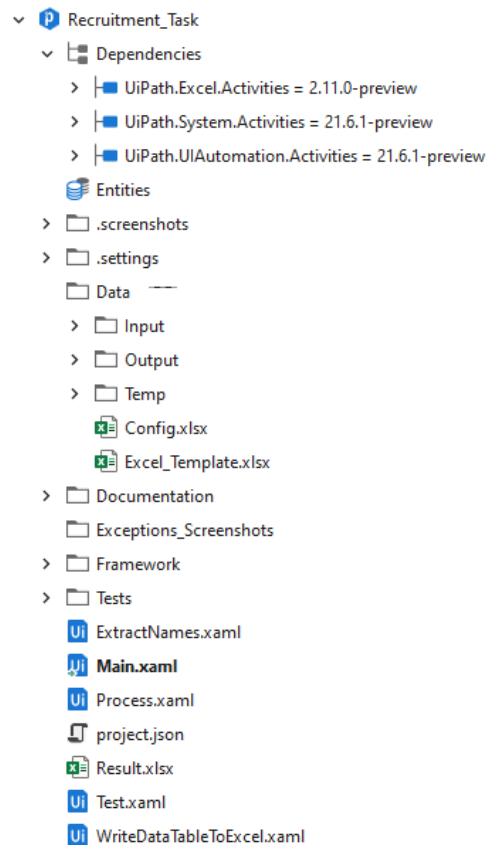 Recruitment_Task
Dependencies
UiPath.Excel.Activities = 2.11.0-preview
UiPath.System.Activities = 21.6.1-preview
UiPath.UIAutomation.Activities = 21.6.1-preview
Entities
.screenshots
.settings
Data
Input
Output
Temp
Config.xlsx
Excel_Template.xlsx
Documentation
Exceptions_Screenshots
Framework
Tests
ExtractNames.xaml
Main.xaml
Process.xaml
project.json
Result.xlsx
Test.xaml
WriteDataTableToExcel.xaml